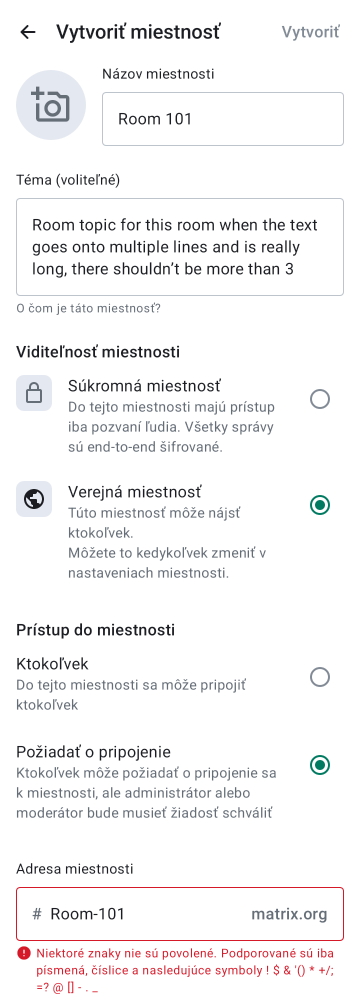 Vytvoriť miestnosť
Vytvoriť
Názov miestnosti
Room 101
Téma (voliteľné)
Room topic for this room when the text
goes onto multiple lines and is really
long, there shouldn’t be more than 3
O čom je táto miestnosť?
Viditeľnosť miestnosti
Súkromná miestnosť
Do tejto miestnosti majú prístup
iba pozvaní ľudia. Všetky správy
sú end-to-end šifrované.
Verejná miestnosť
Túto miestnosť môže nájsť
ktokoľvek.
Môžete to kedykoľvek zmeniť v
nastaveniach miestnosti.
Prístup do miestnosti
Ktokoľvek
Do tejto miestnosti sa môže pripojiť
ktokoľvek
Požiadať o pripojenie
Ktokoľvek môže požiadať o pripojenie sa
k miestnosti, ale administrátor alebo
moderátor bude musieť žiadosť schváliť
Adresa miestnosti
# Room-101 matrix.org
Niektoré znaky nie sú povolené. Podporované sú iba
písmená, číslice a nasledujúce symboly ! $ & '() * +/;
=? @ [] - . _